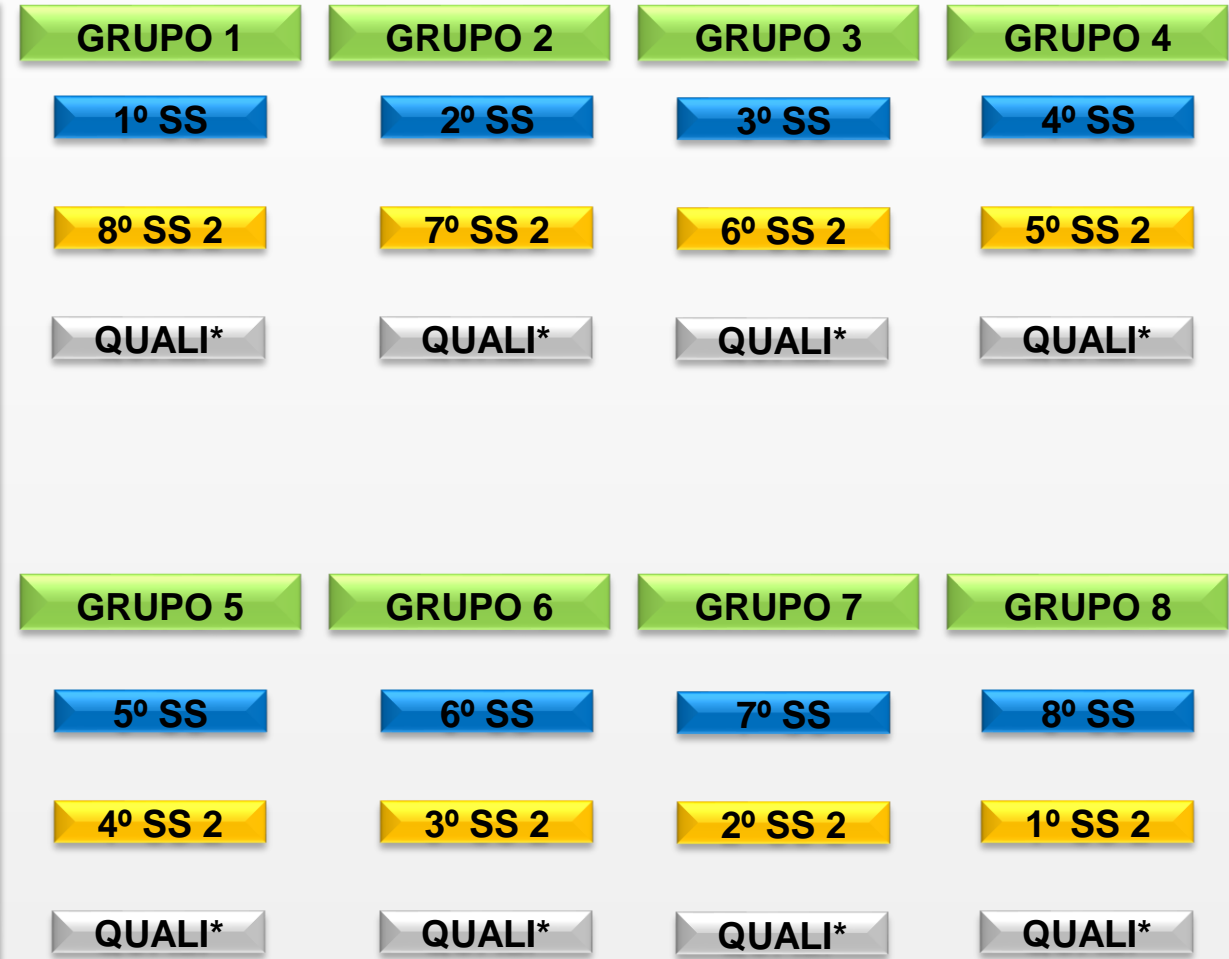 GRUPO 1 GRUPO 2 GRUPO 3 GRUPO 4
1º SS 2º SS 3º SS 4º SS
8º SS 2 7º SS 2 6º SS 2 5º SS 2
QUALI* QUALI* QUALI* QUALI*
GRUPO 5 GRUPO 6 GRUPO 7 GRUPO 8
5º SS 6º SS 7º SS 8º SS
4º SS 2 3º SS 2 2º SS 2 1º SS 2
QUALI* QUALI* QUALI* QUALI*